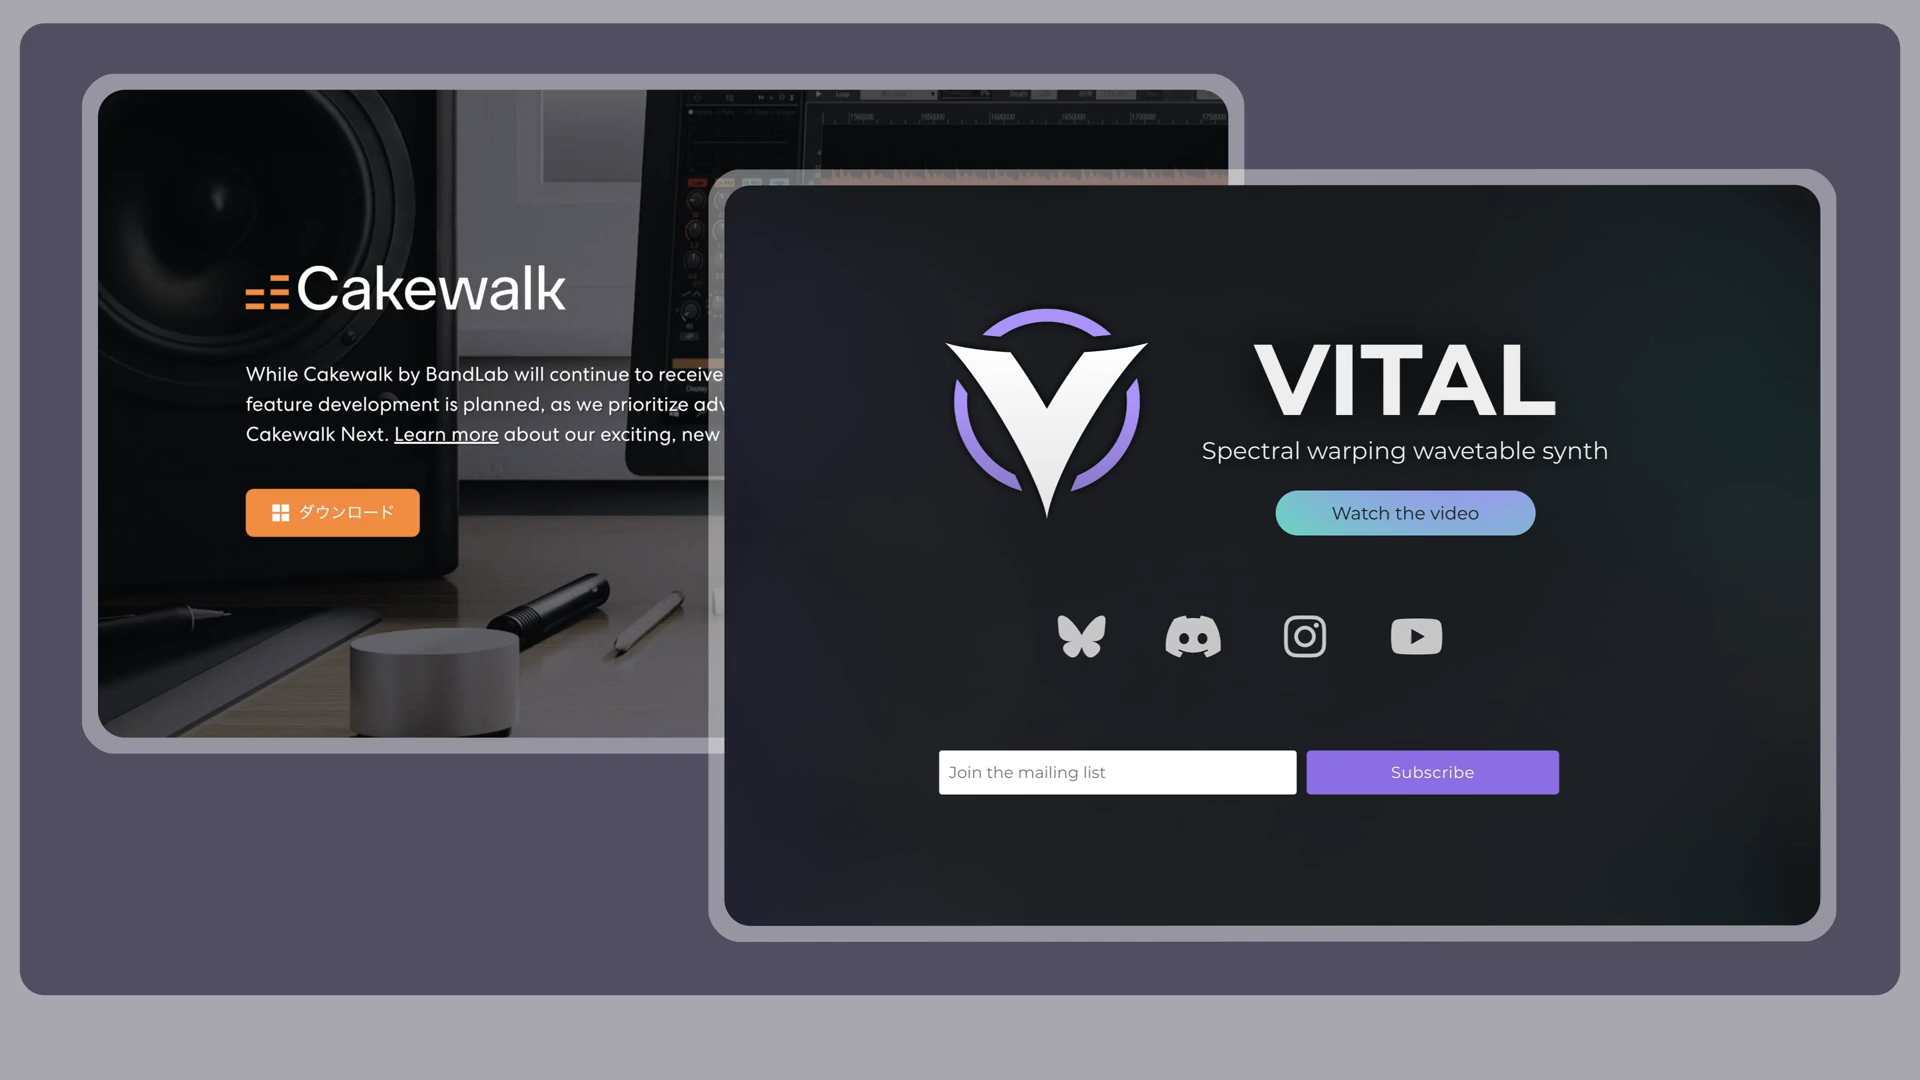 Cakewalk
While Cakewalk by BandLab will continue to receive
feature development is planned, as we prioritize adv
Cakewalk Next. Learn more about our exciting, new
ダウンロード
VITAL
Spectral warping wavetable synth
Watch the video
Join the mailing list
Subscribe